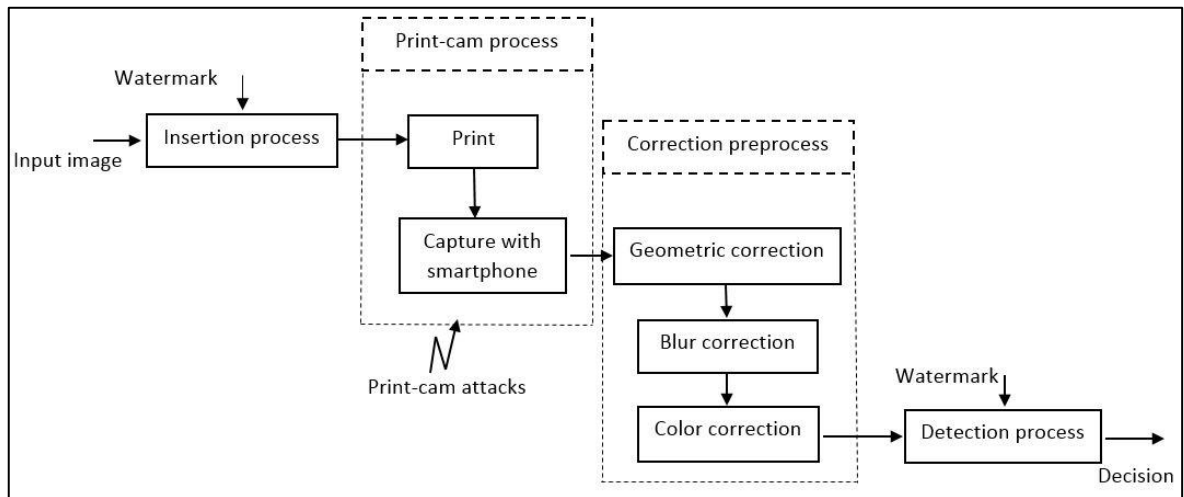 Print-cam process
Watermark
Insertion process
Print
Input image
Correction preprocess
Capture with
smartphone
Geometric correction
Blur correction
Print-cam attacks
Watermark
Color correction
Detection process
Decision